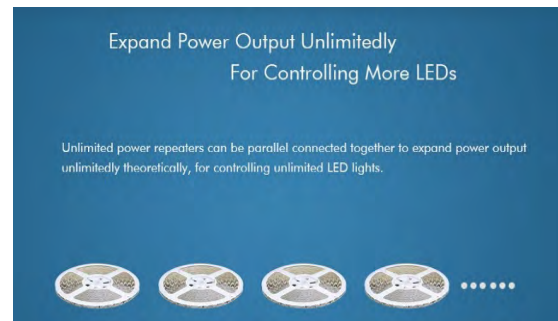 Expand Power Output Unlimitedly
For Controlling More LEDs
Unlimited power repeaters can be parallel connected together to expand power output
unlimitedly theoretically, for controlling unlimited LED lights.